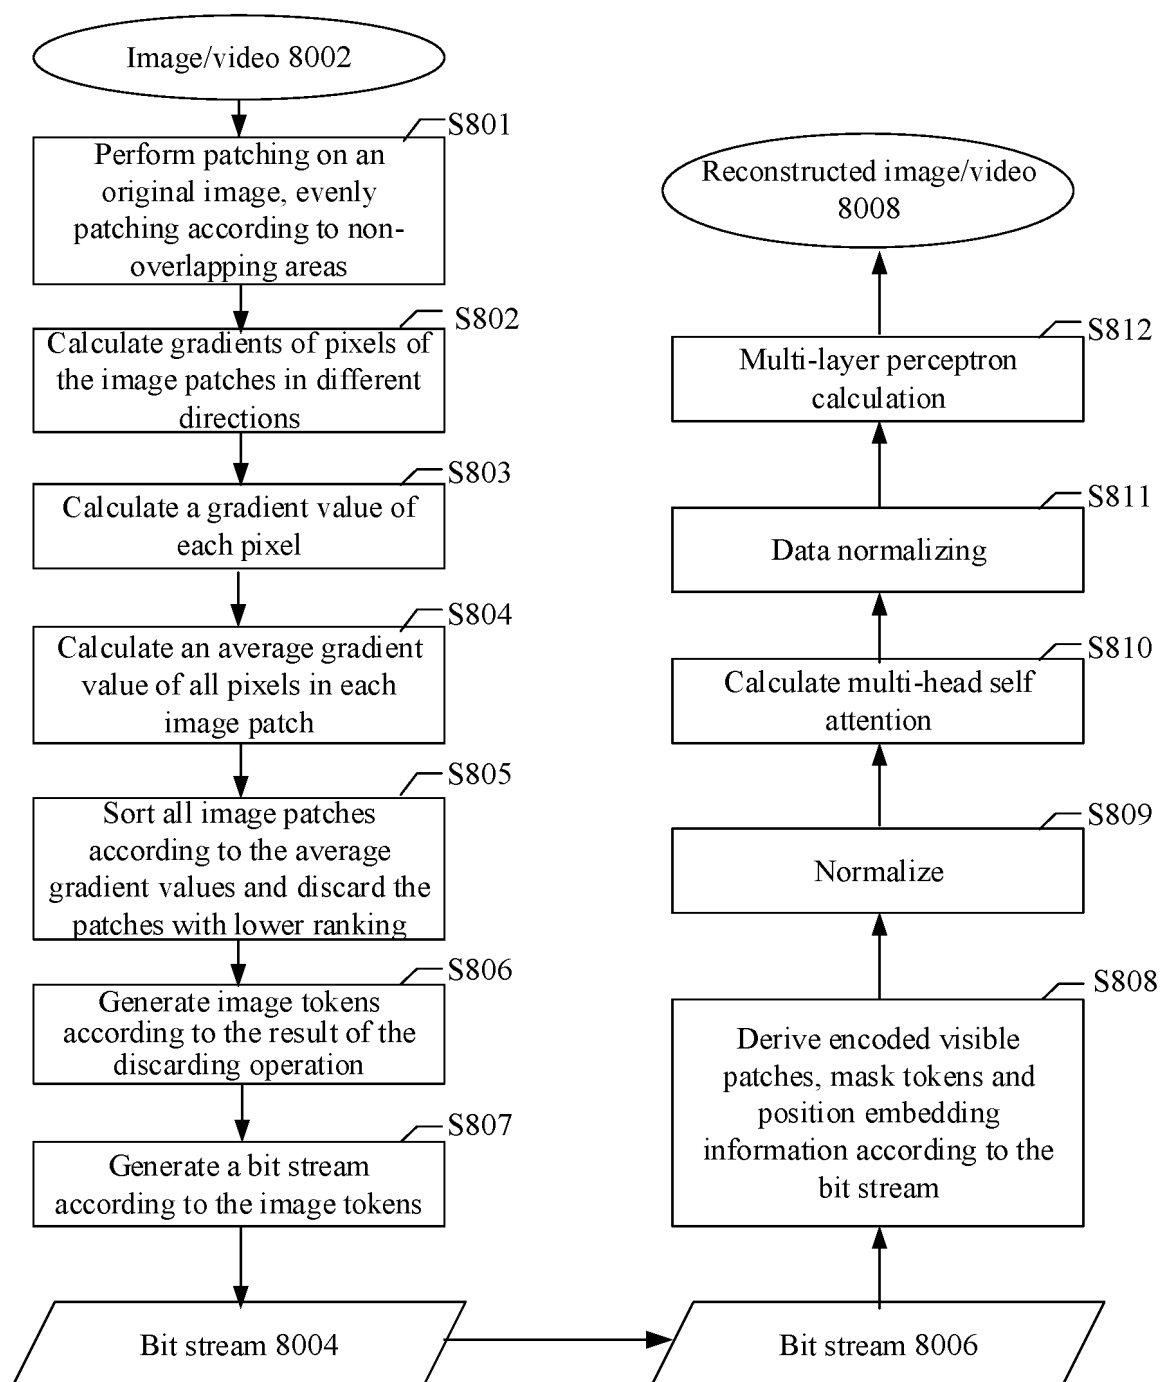 Image/video 8002
S801
Perform patching on an
original image, evenly
patching according to non-
overlapping areas
S802
Calculate gradients of pixels of
the image patches in different
directions
S803
Calculate a gradient value of
each pixel
S804
Calculate an average gradient
value of all pixels in each
image patch
S805
Sort all image patches
according to the average
gradient values and discard the
patches with lower ranking
S806
Generate image tokens
according to the result of the
discarding operation
S807
Generate a bit stream
according to the image tokens
Bit stream 8004
Bit stream 8006
S808
Derive encoded visible
patches, mask tokens and
position embedding
information according to the
bit stream
S809
Normalize
S810
Calculate multi-head self
attention
S811
Data normalizing
S812
Multi-layer perceptron
calculation
Reconstructed image/video
8008